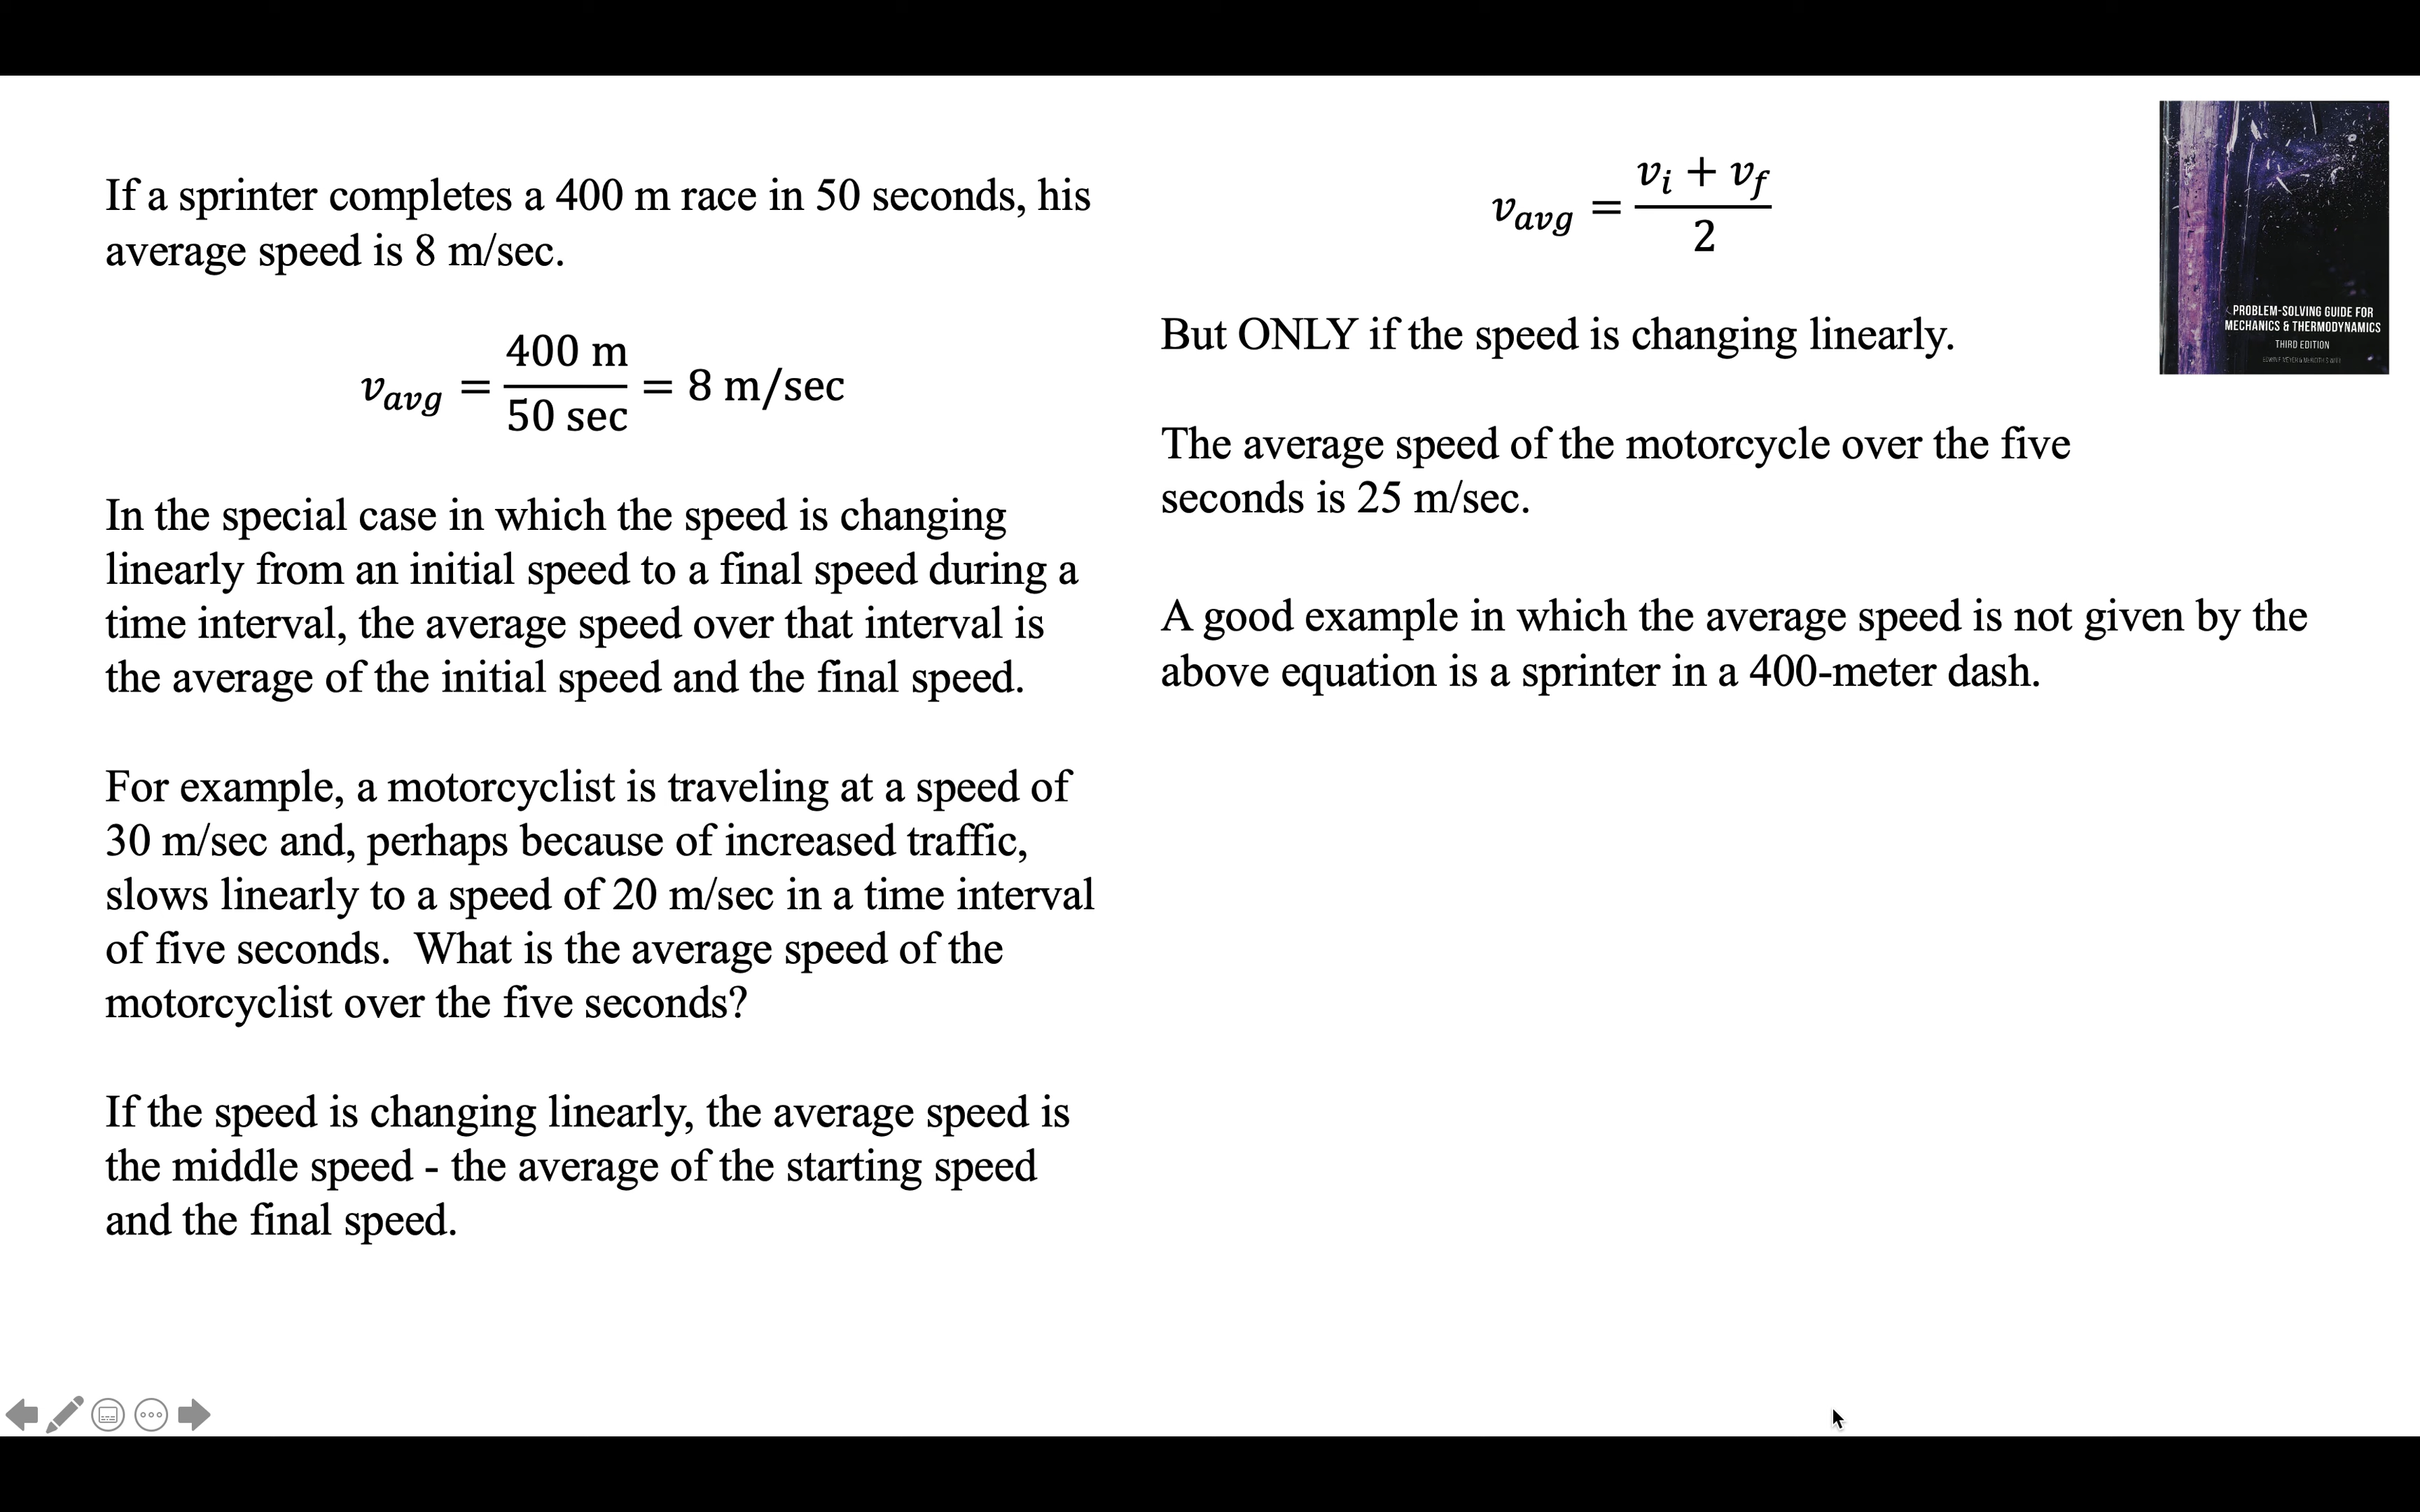 If a sprinter completes a 400 m race in 50 seconds, his
average speed is 8 m/sec.
v_avg = 400 m / 50 sec = 8 m/sec
In the special case in which the speed is changing
linearly from an initial speed to a final speed during a
time interval, the average speed over that interval is
the average of the initial speed and the final speed.
For example, a motorcyclist is traveling at a speed of
30 m/sec and, perhaps because of increased traffic,
slows linearly to a speed of 20 m/sec in a time interval
of five seconds.  What is the average speed of the
motorcyclist over the five seconds?
If the speed is changing linearly, the average speed is
the middle speed - the average of the starting speed
and the final speed.
v_avg = (v_i + v_f) / 2
But ONLY if the speed is changing linearly.
The average speed of the motorcycle over the five
seconds is 25 m/sec.
A good example in which the average speed is not given by the
above equation is a sprinter in a 400-meter dash.
PROBLEM-SOLVING GUIDE FOR
MECHANICS & THERMODYNAMICS
THIRD EDITION